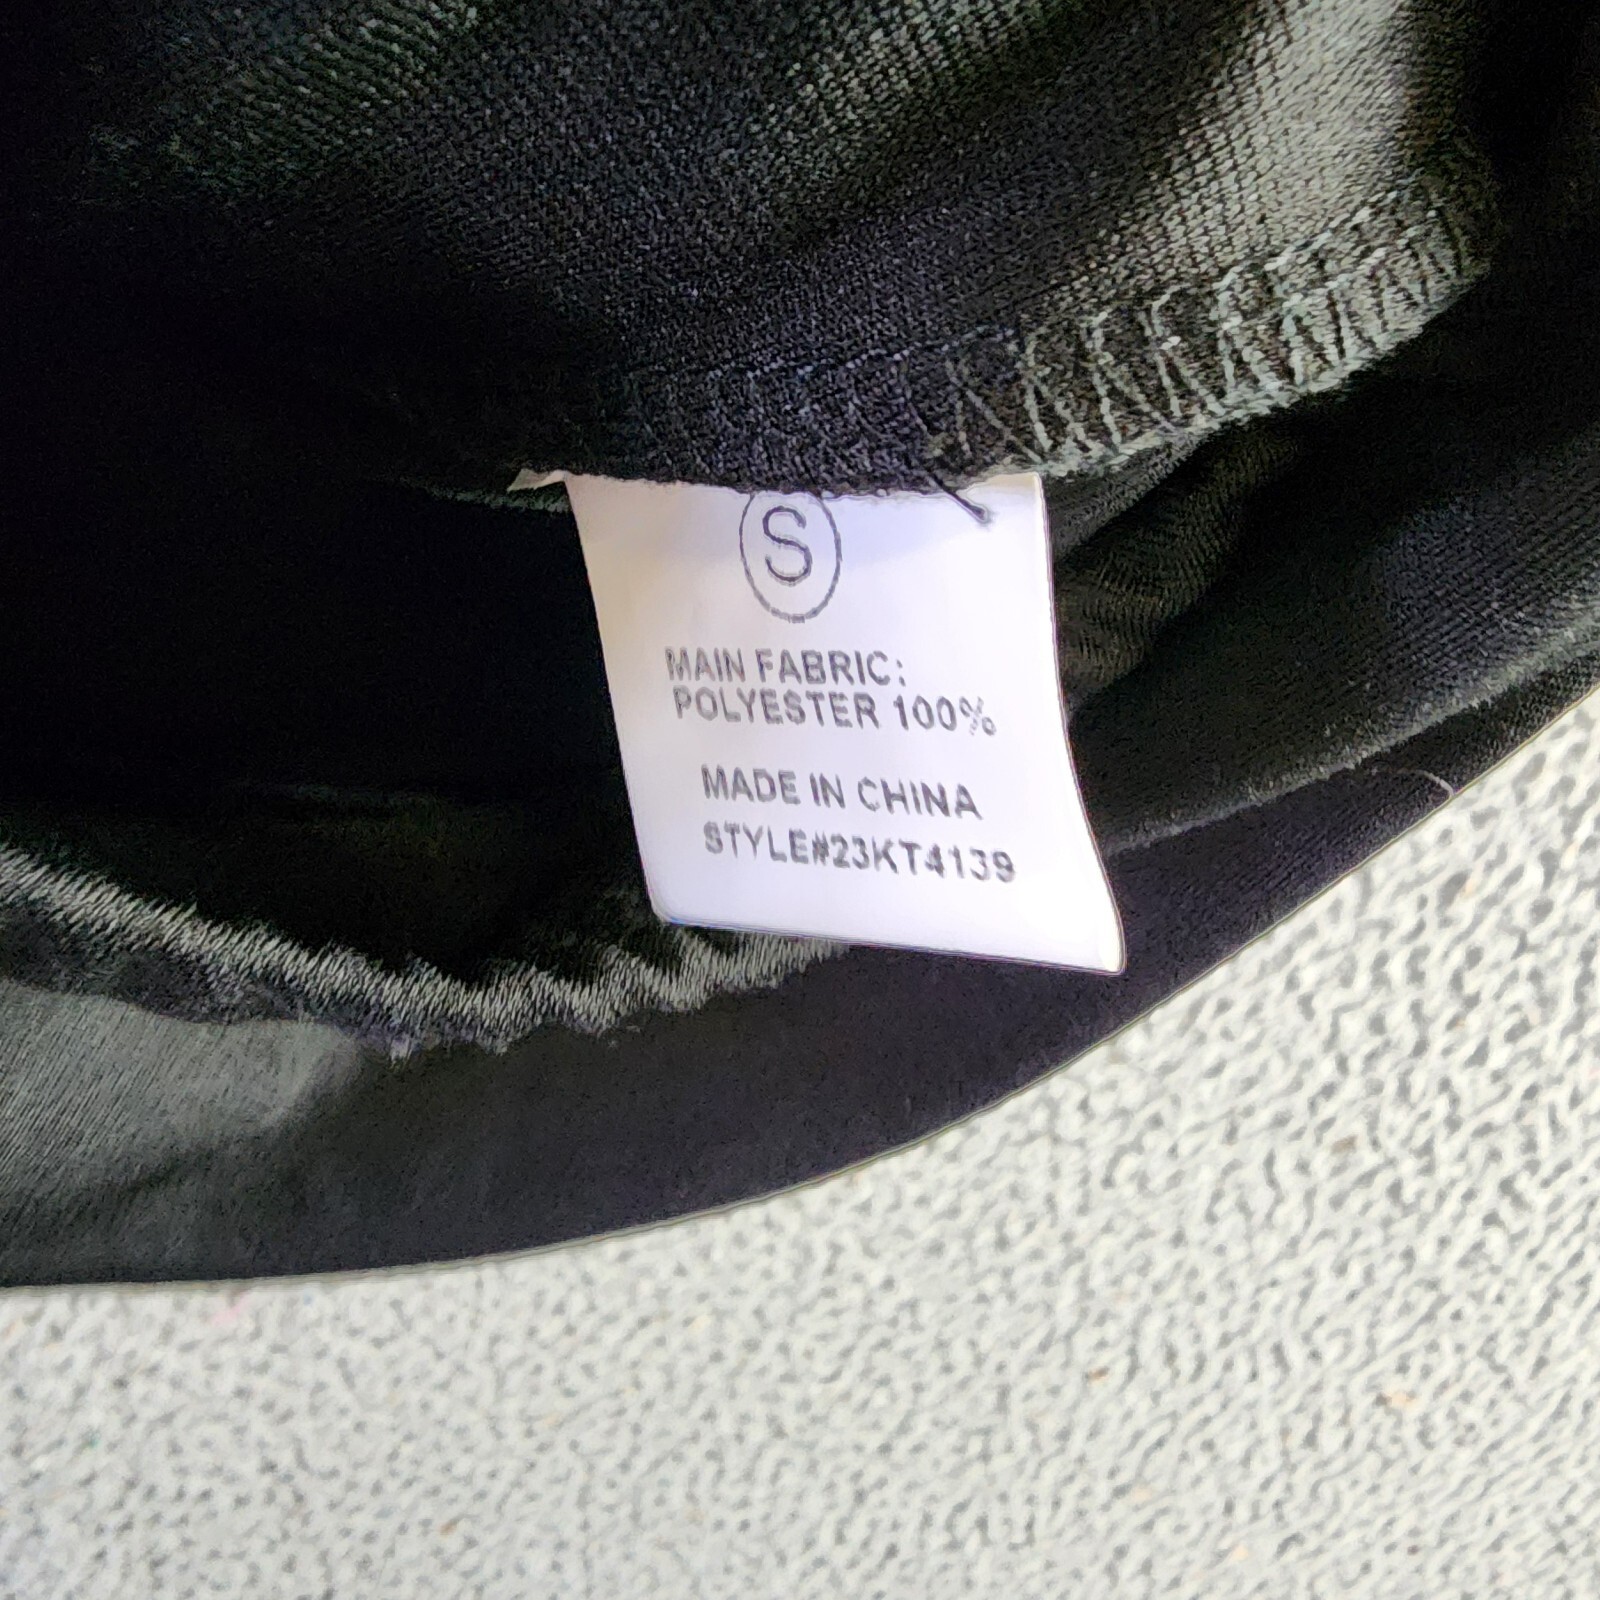 S
MAIN FABRIC:
POLYESTER 100%
MADE IN CHINA
STYLE#23KT4139